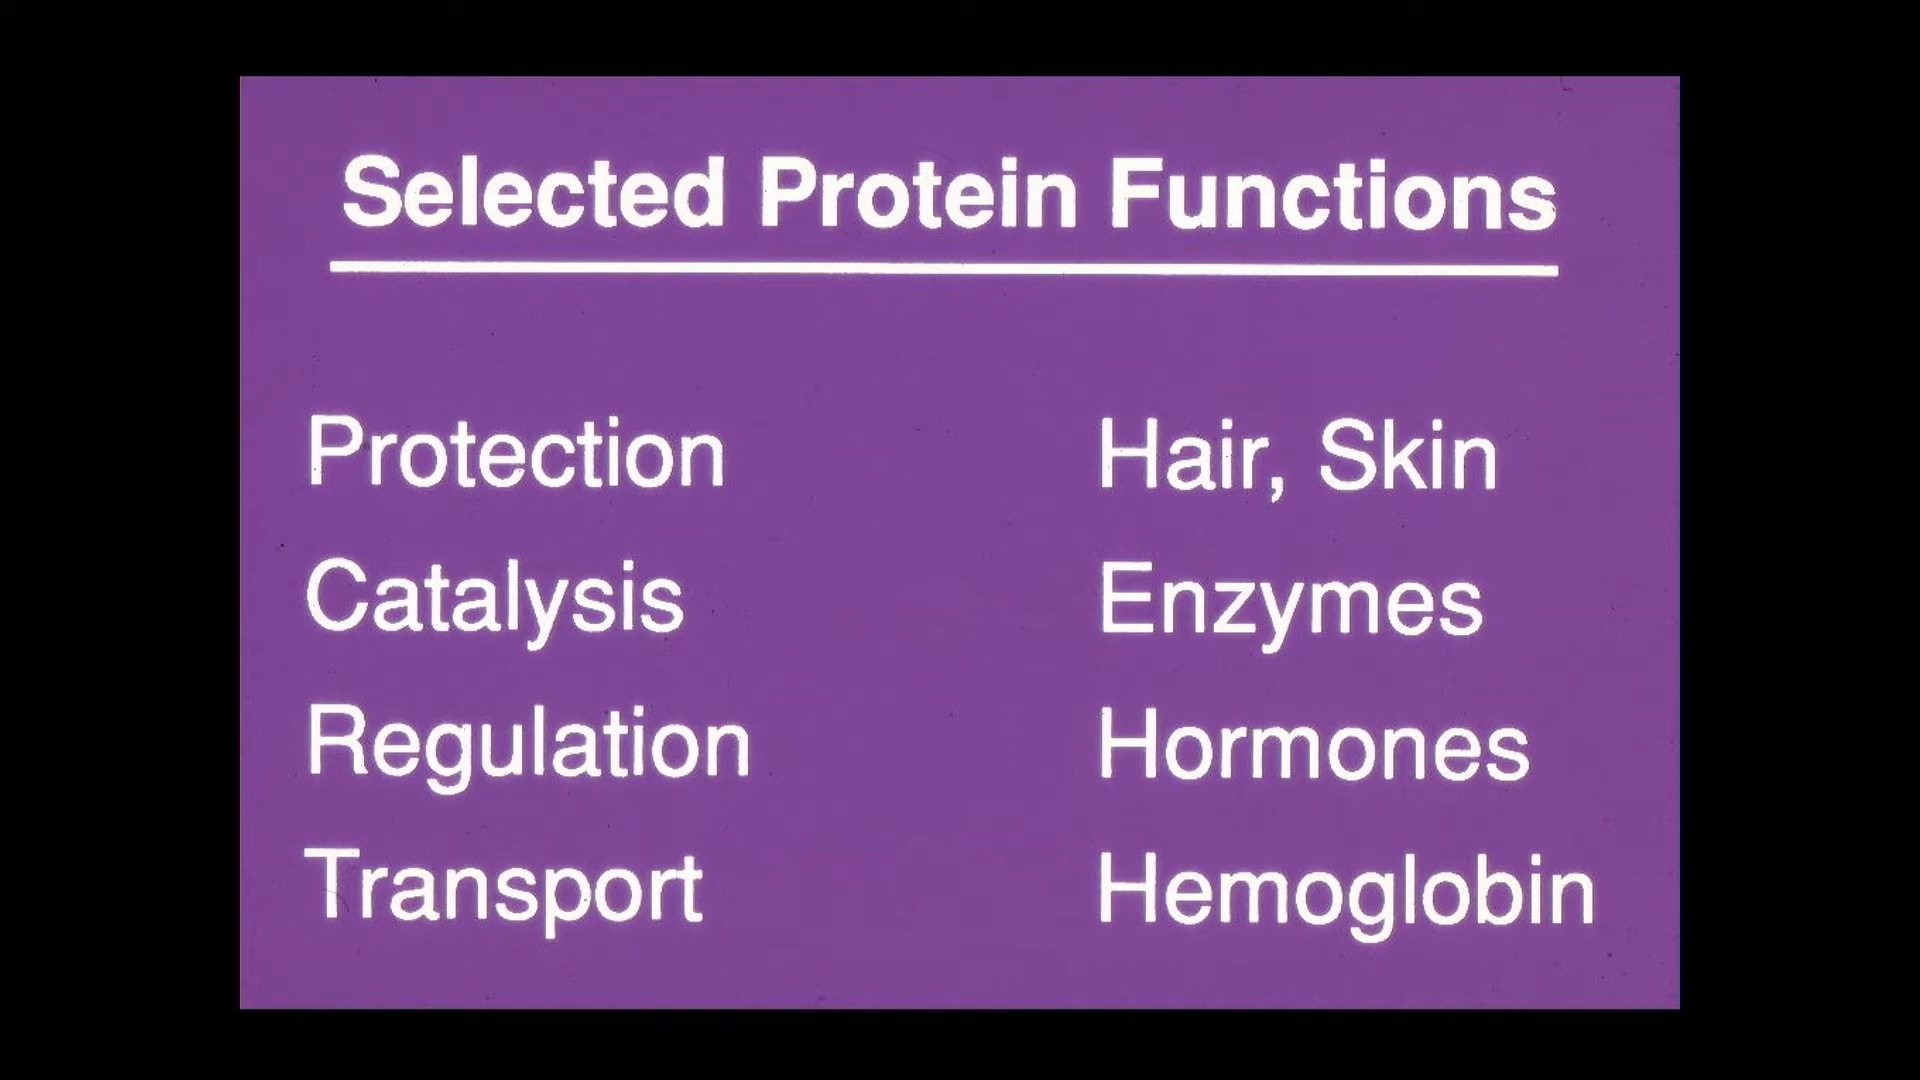 Selected Protein Functions
Protection Hair, Skin
Catalysis Enzymes
Regulation Hormones
Transport Hemoglobin